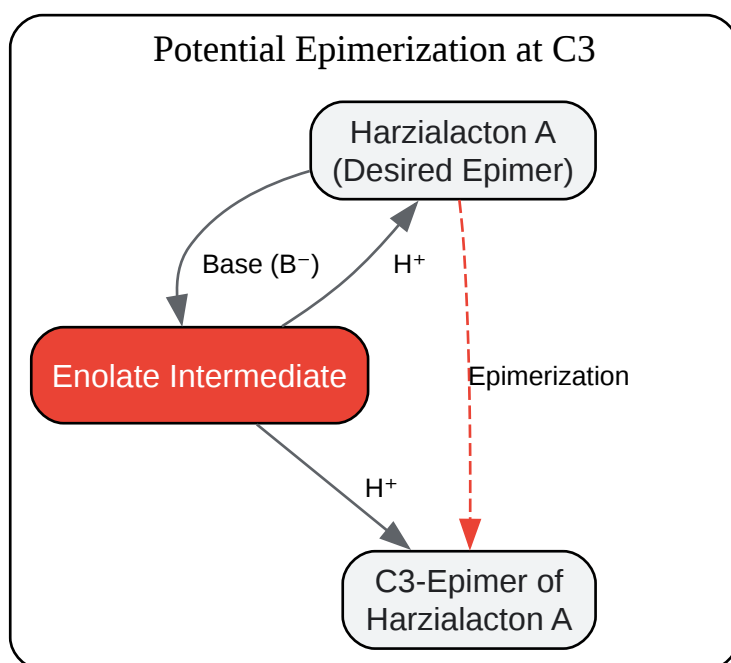 Potential Epimerization at C3
Harzialacton A
(Desired Epimer)
Base (B⁻)
H⁺
Enolate Intermediate
Epimerization
H⁺
C3-Epimer of
Harzialacton A